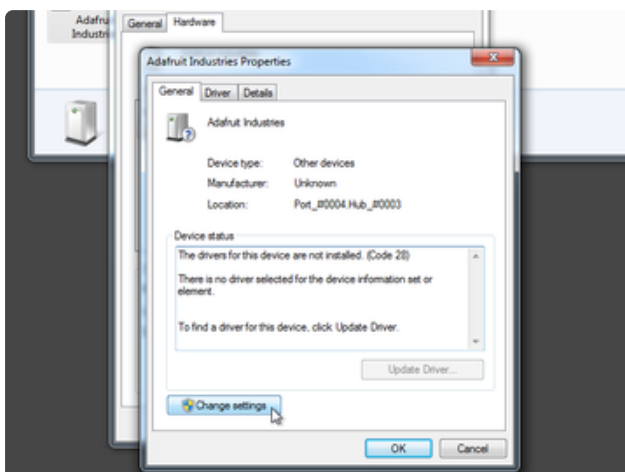 Adafru
Industri
General Hardware
Adafruit Industries Properties
General Driver Details
Adafruit Industries
Device type: Other devices
Manufacturer: Unknown
Location: Port_#0004.Hub_#0003
Device status
The drivers for this device are not installed. (Code 28)
There is no driver selected for the device information set or
element.
To find a driver for this device, click Update Driver.
Update Driver...
Change settings
OK Cancel